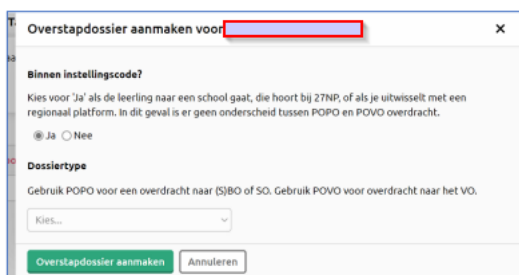 Overstapdossier aanmaken voor
Binnen instellingscode?
Kies voor 'Ja' als de leerling naar een school gaat, die hoort bij 27NP, of als je uitwisselt met een
regionaal platform. In dit geval is er geen onderscheid tussen POPO en POVO overdracht.
Ja Nee
Dossiertype
Gebruik POPO voor een overdracht naar (S)BO of SO. Gebruik POVO voor overdracht naar het VO.
Kies...
Overstapdossier aanmaken Annuleren